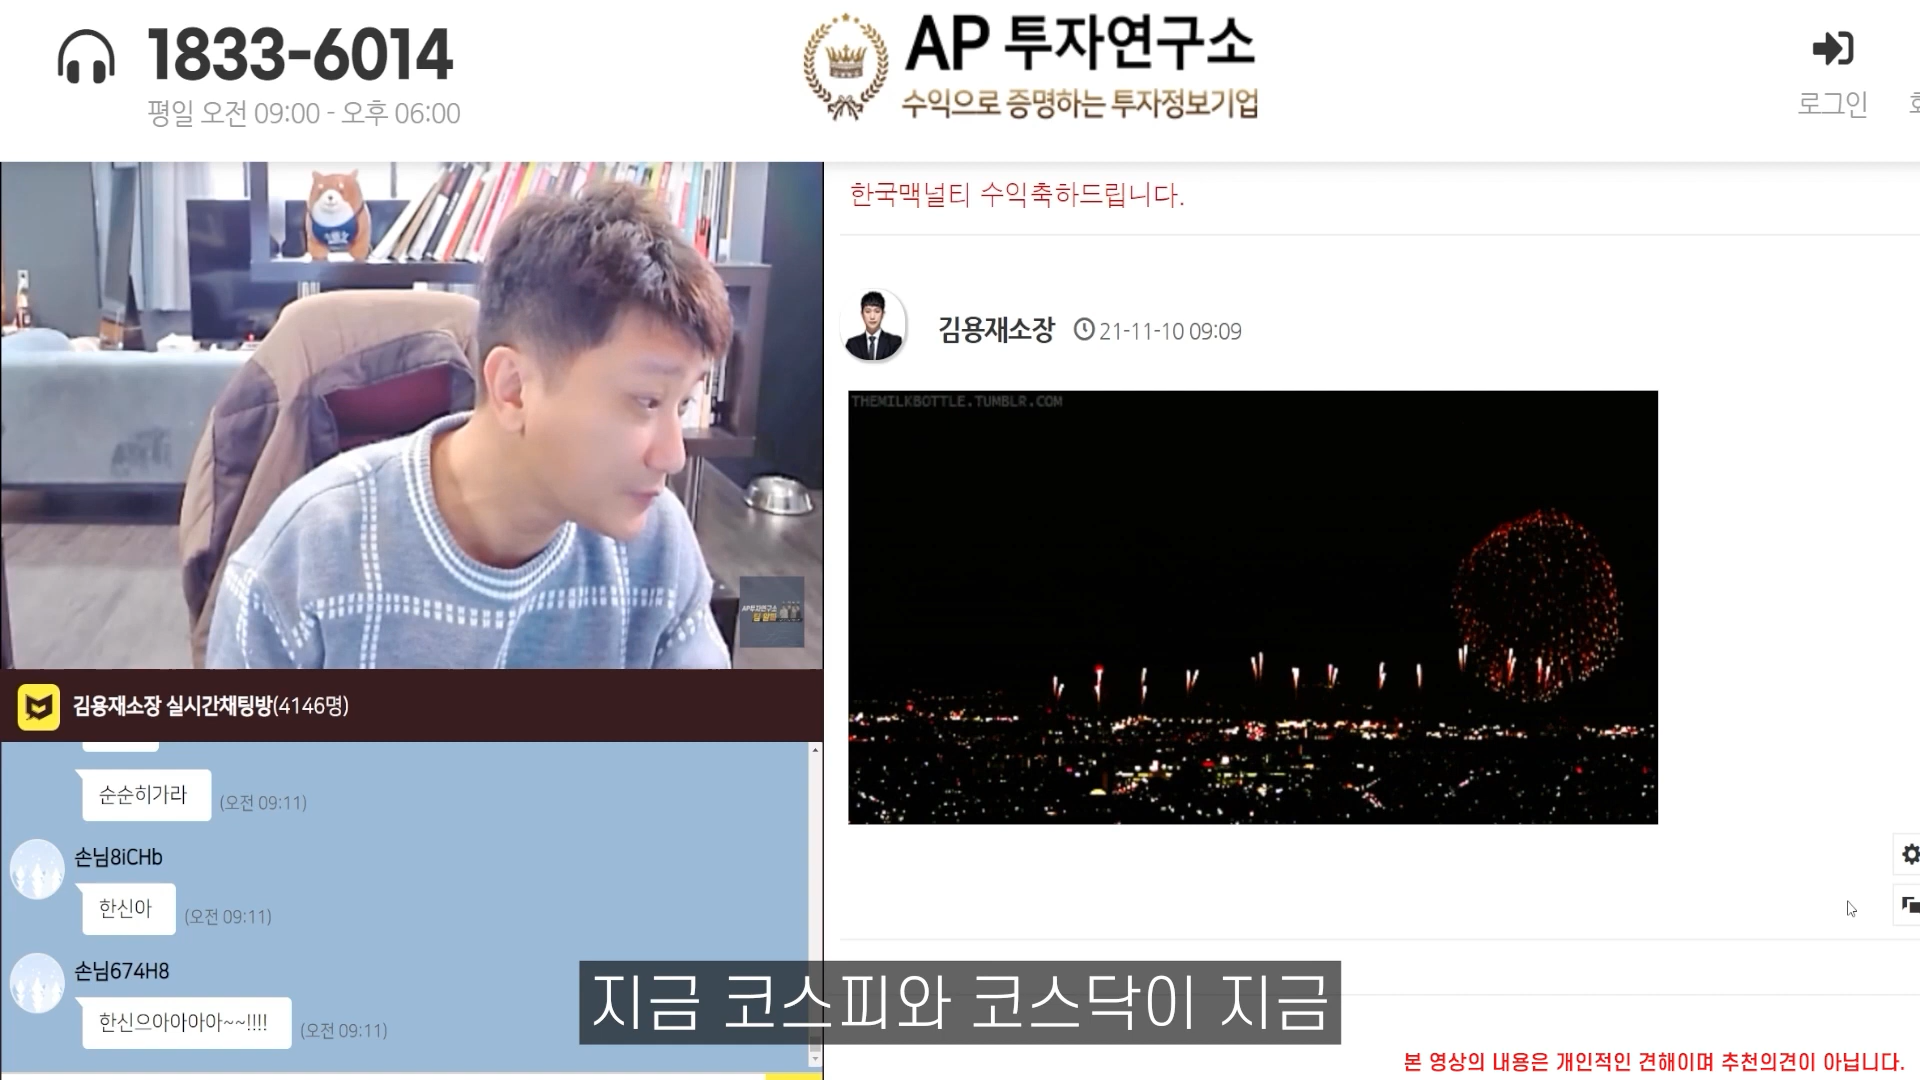 1833-6014
평일 오전 09:00 - 오후 06:00
AP 투자연구소
수익으로 증명하는 투자정보기업
로그인
한국맥널티 수익축하드립니다.
김용재소장 21-11-10 09:09
THEMILKBOTTLE.TUMBLR.COM
AP투자연구소
김용재소장 실시간채팅방(4146명)
순순히가라 (오전 09:11)
손님8iCHb
한신아 (오전 09:11)
손님674H8
한신으아아아아~~!!!! (오전 09:11)
지금 코스피와 코스닥이 지금
본 영상의 내용은 개인적인 견해이며 추천의견이 아닙니다.